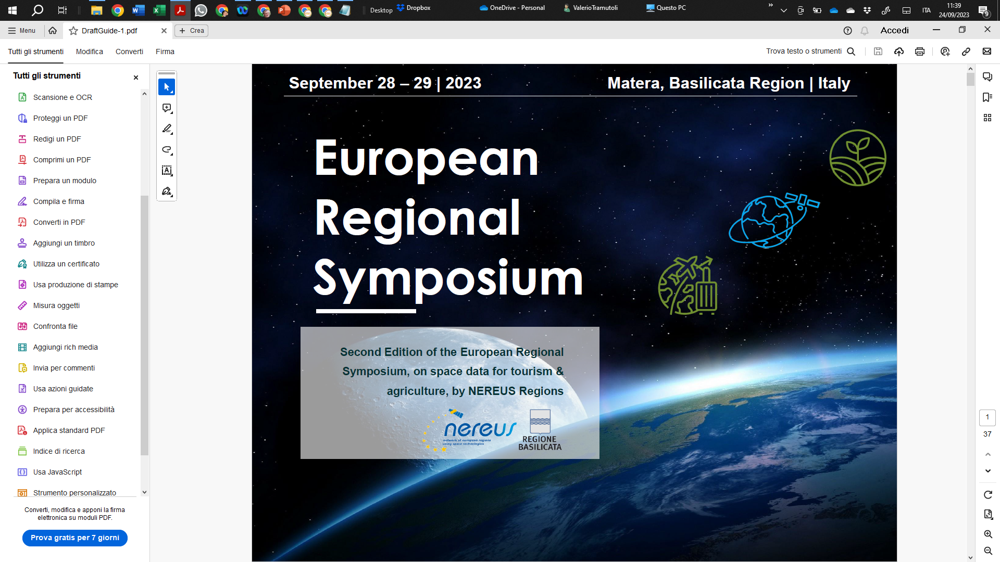 Desktop
Dropbox
OneDrive - Personal
ValerioTramutoli
Questo PC
»
ITA
11:39
24/09/2023
9
Menu
DraftGuide-1.pdf
Crea
Accedi
Tutti gli strumenti
Modifica
Converti
Firma
Trova testo o strumenti
Tutti gli strumenti
Scansione e OCR
Proteggi un PDF
Redigi un PDF
Comprimi un PDF
Prepara un modulo
Compila e firma
Converti in PDF
Aggiungi un timbro
Utilizza un certificato
Usa produzione di stampe
Misura oggetti
Confronta file
Aggiungi rich media
Invia per commenti
Usa azioni guidate
Prepara per accessibilità
Applica standard PDF
Indice di ricerca
Usa JavaScript
Strumento personalizzato
Converti, modifica e apponi la firma
elettronica su moduli PDF.
Prova gratis per 7 giorni
September 28 – 29 | 2023
Matera, Basilicata Region | Italy
European
Regional
Symposium
Second Edition of the European Regional
Symposium, on space data for tourism &
agriculture, by NEREUS Regions
nereus
network of european regions
using space technologies
REGIONE
BASILICATA
1
37